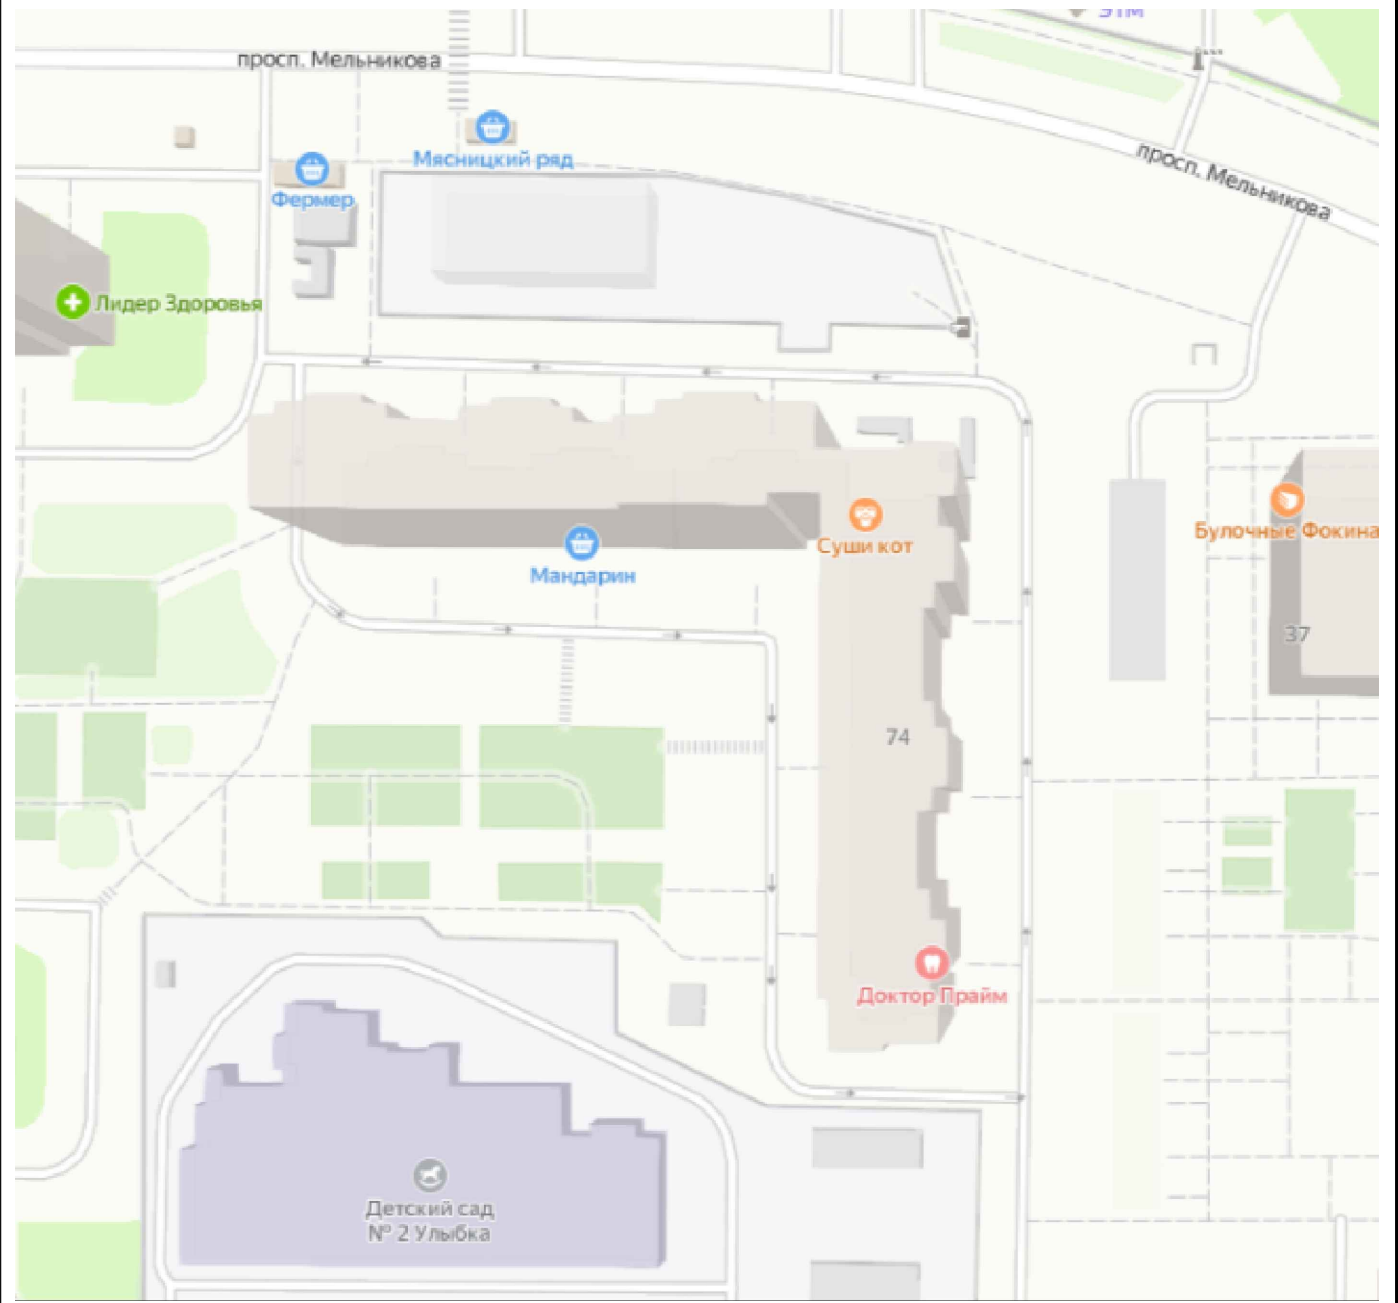 ЭТМ
просп. Мельникова
Мясницкий ряд
просп. Мельникова
Фермер
Лидер Здоровья
Булочные Фокина
Суши кот
Мандарин
37
74
Доктор Прайм
Детский сад
№ 2 Улыбка